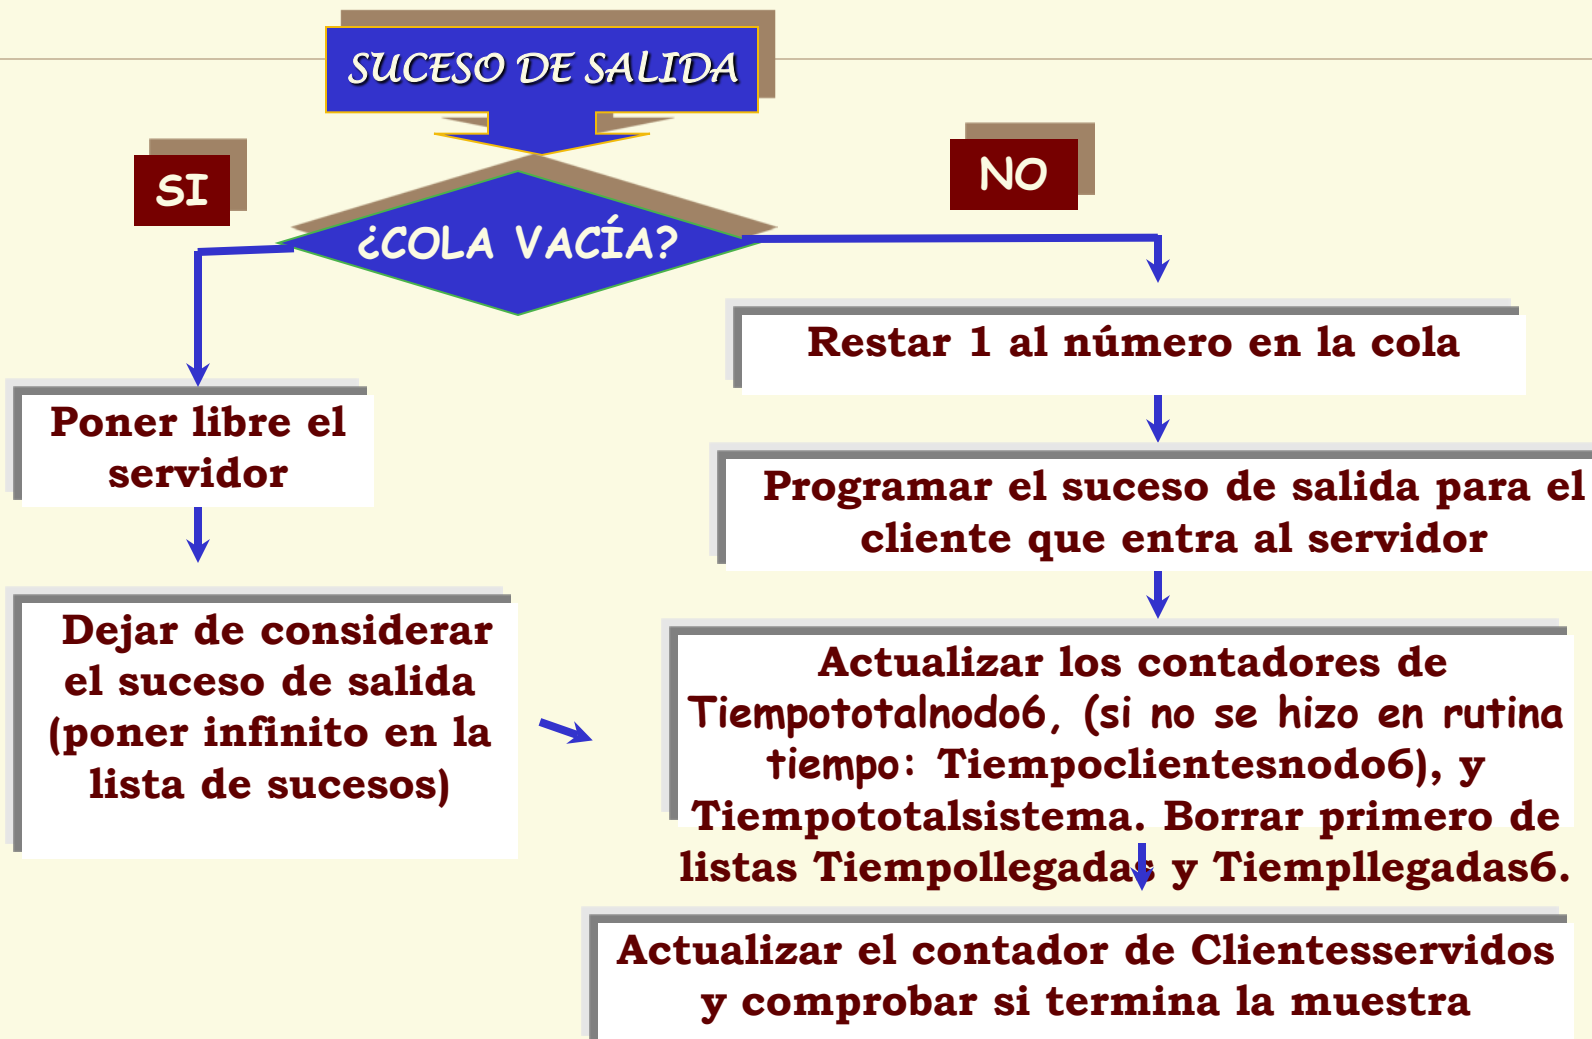 SUCESO DE SALIDA
SI
NO
¿COLA VACÍA?
Restar 1 al número en la cola
Poner libre el
servidor
Programar el suceso de salida para el
cliente que entra al servidor
Dejar de considerar
el suceso de salida
(poner infinito en la
lista de sucesos)
Actualizar los contadores de
Tiempototalnodo6, (si no se hizo en rutina
tiempo: Tiempoclientesnodo6), y
Tiempototalsistema. Borrar primero de
listas Tiempollegadas y Tiempllegadas6.
Actualizar el contador de Clientesservidos
y comprobar si termina la muestra